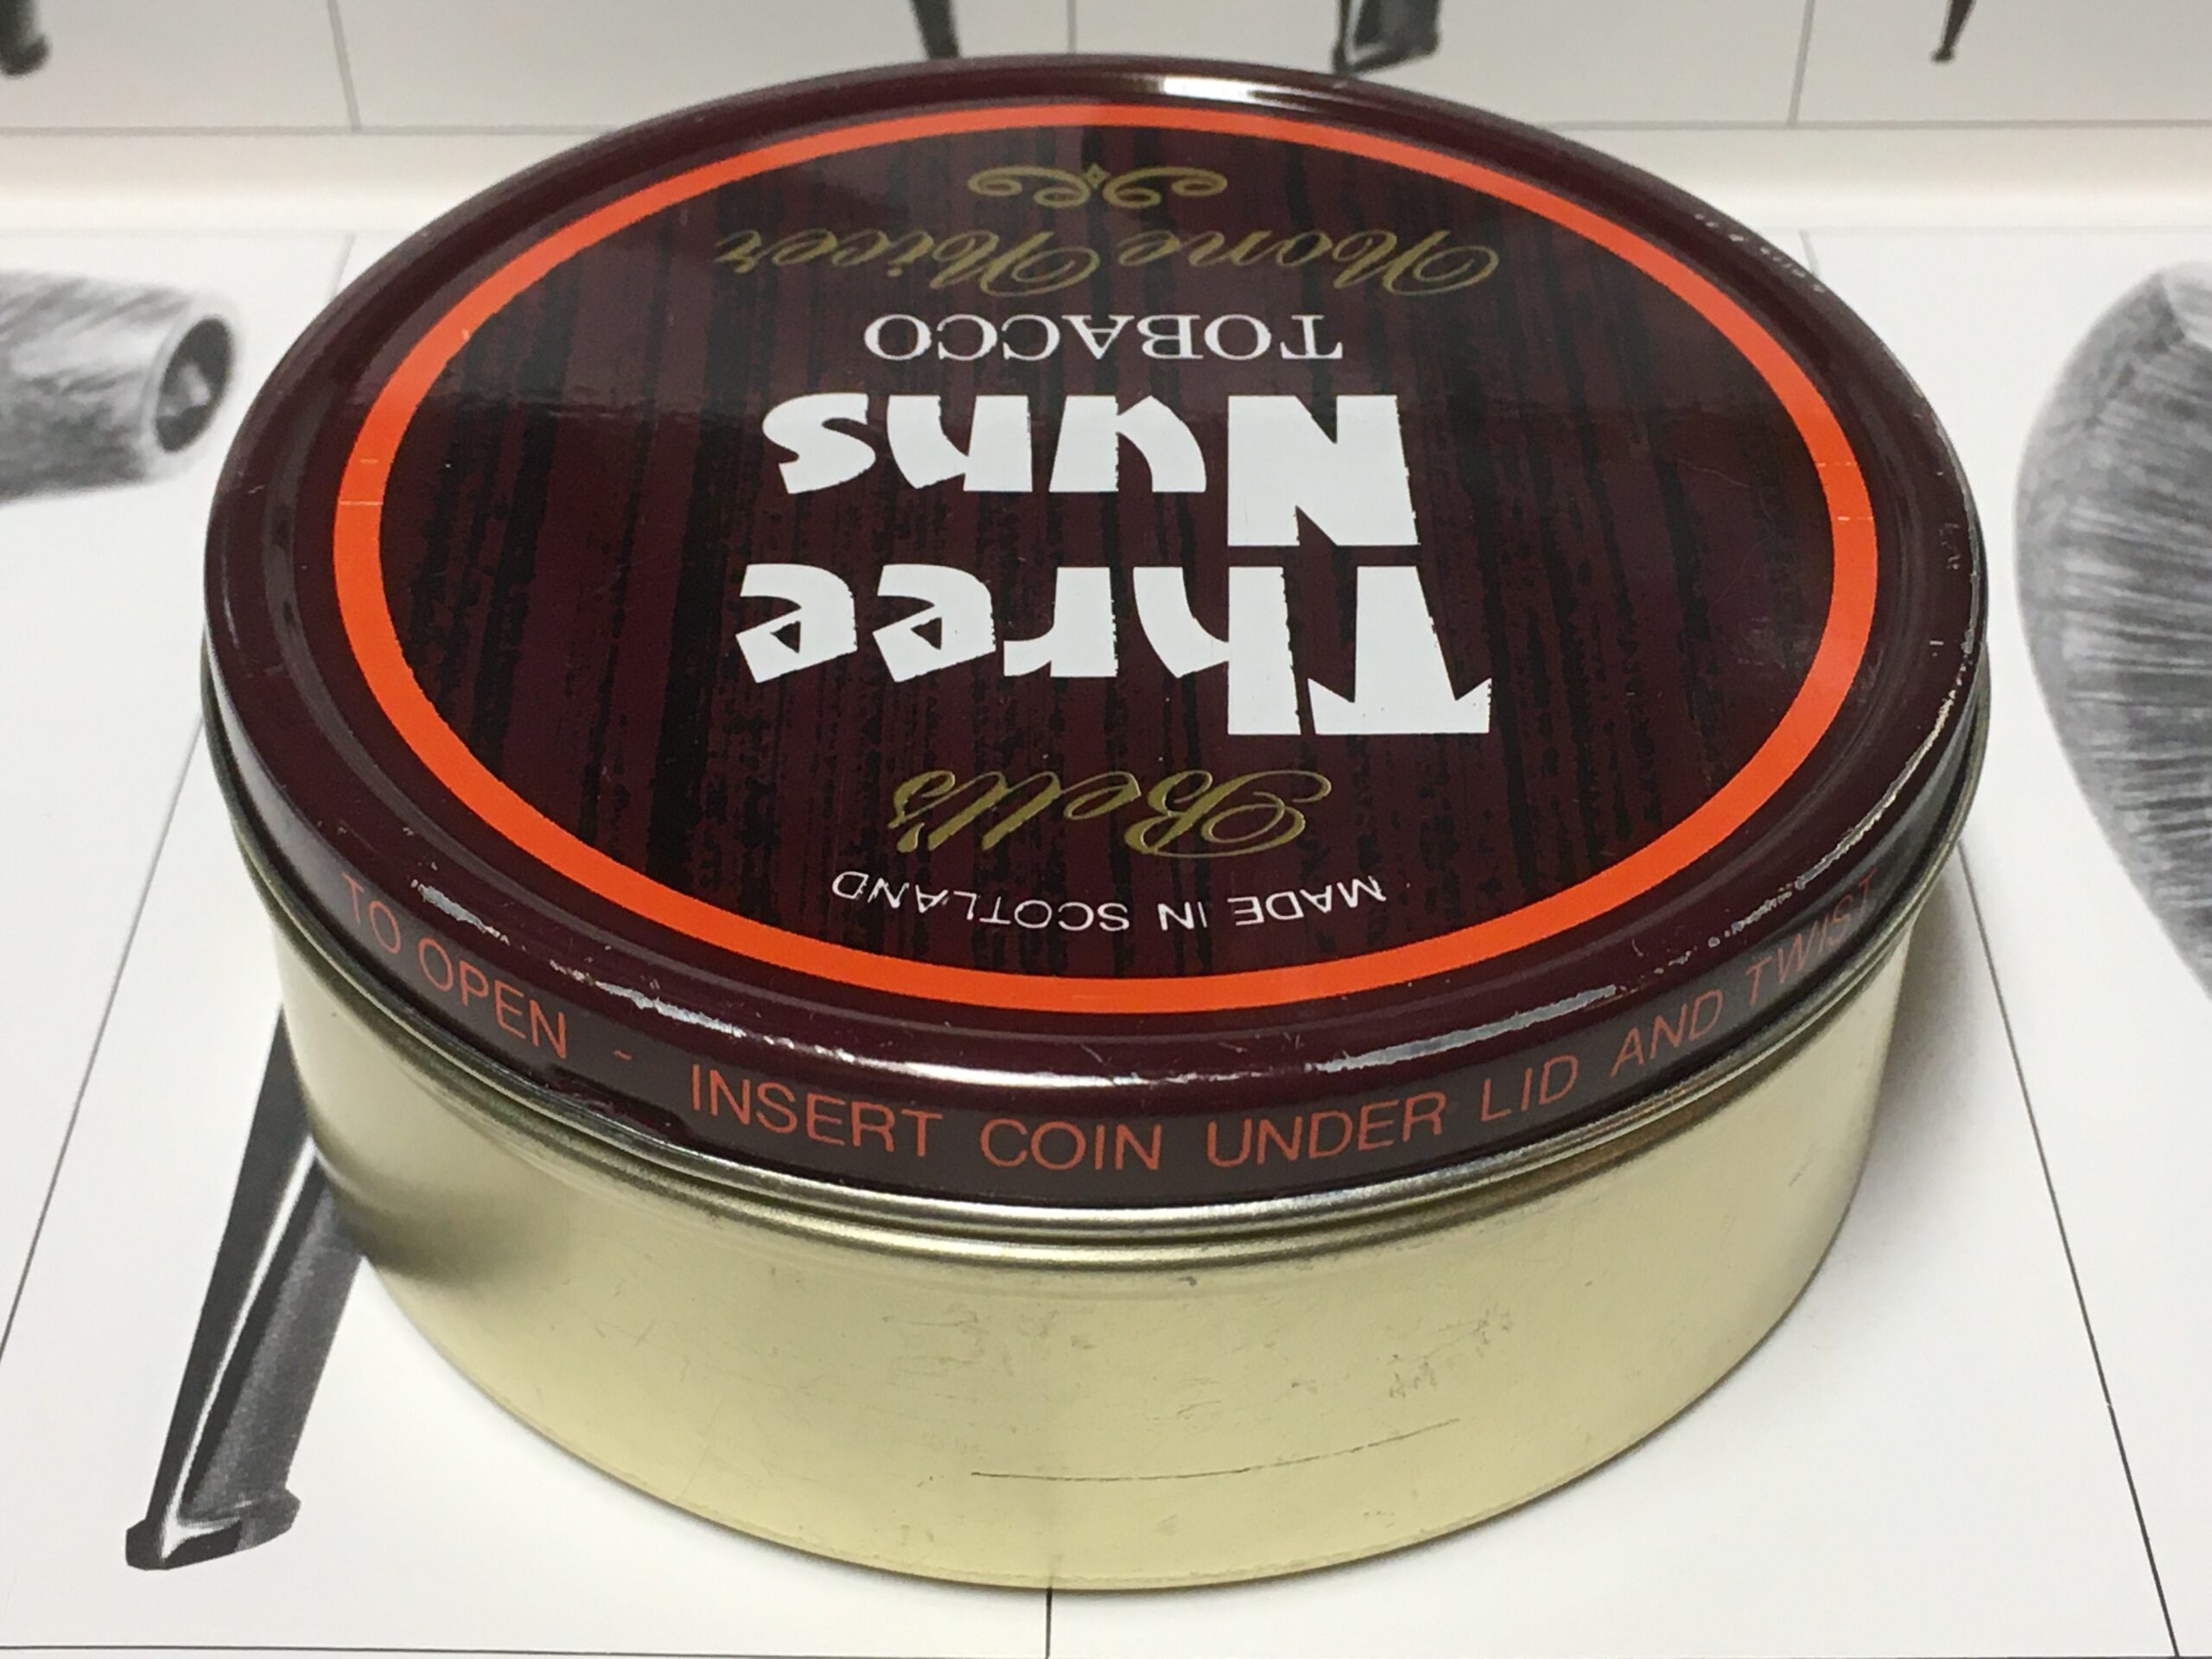 MADE IN SCOTLAND
Bell's
Three
Nuns
TOBACCO
None Nicer
TO OPEN - INSERT COIN UNDER LID AND TWIST